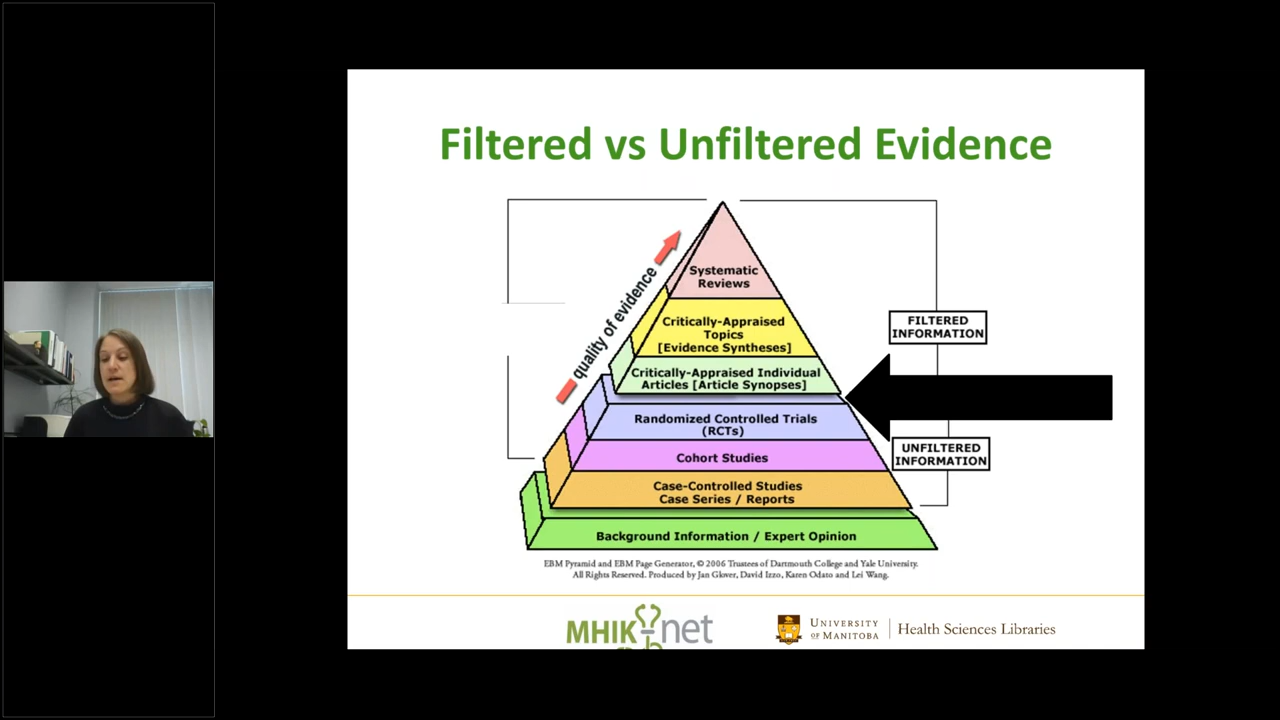 Filtered vs Unfiltered Evidence
quality of evidence
Systematic
Reviews
Critically-Appraised
Topics
[Evidence Syntheses]
Critically-Appraised Individual
Articles [Article Synopses]
Randomized Controlled Trials
(RCTs)
Cohort Studies
Case-Controlled Studies
Case Series / Reports
Background Information / Expert Opinion
FILTERED
INFORMATION
UNFILTERED
INFORMATION
EBM Pyramid and EBM Page Generator, © 2006 Trustees of Dartmouth College and Yale University.
All Rights Reserved. Produced by Jan Glover, David Izzo, Karen Odato and Lei Wang.
MHIK-net
UNIVERSITY
OF MANITOBA
Health Sciences Libraries